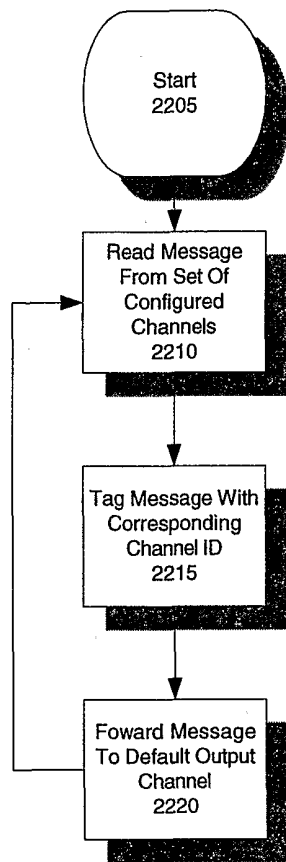 Start
2205
Read Message
From Set Of
Configured
Channels
2210
Tag Message With
Corresponding
Channel ID
2215
Foward Message
To Default Output
Channel
2220